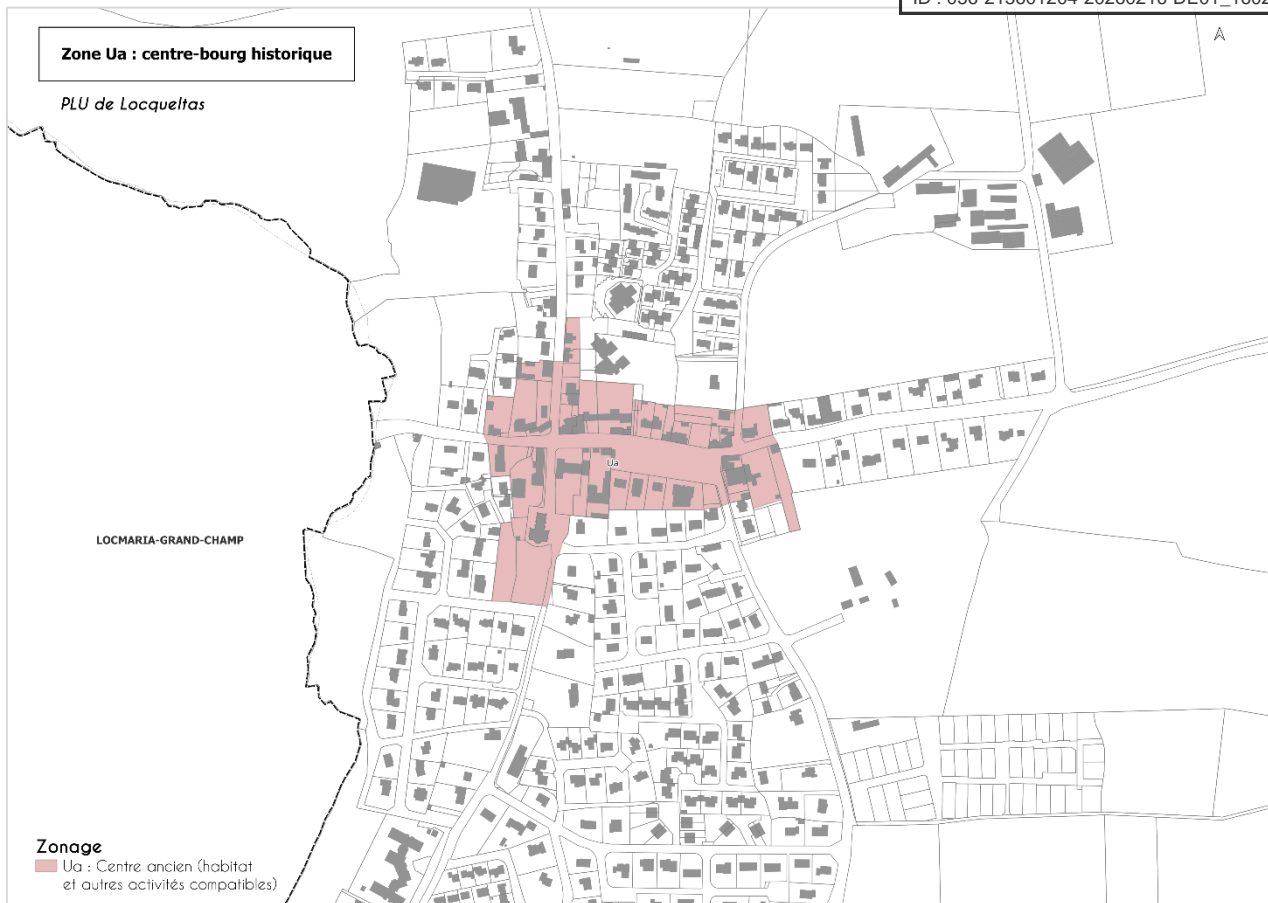 Zone Ua : centre-bourg historique
PLU de Locqueltas
Ua
LOCMARIA-GRAND-CHAMP
Zonage
Ua : Centre ancien (habitat
et autres activités compatibles)